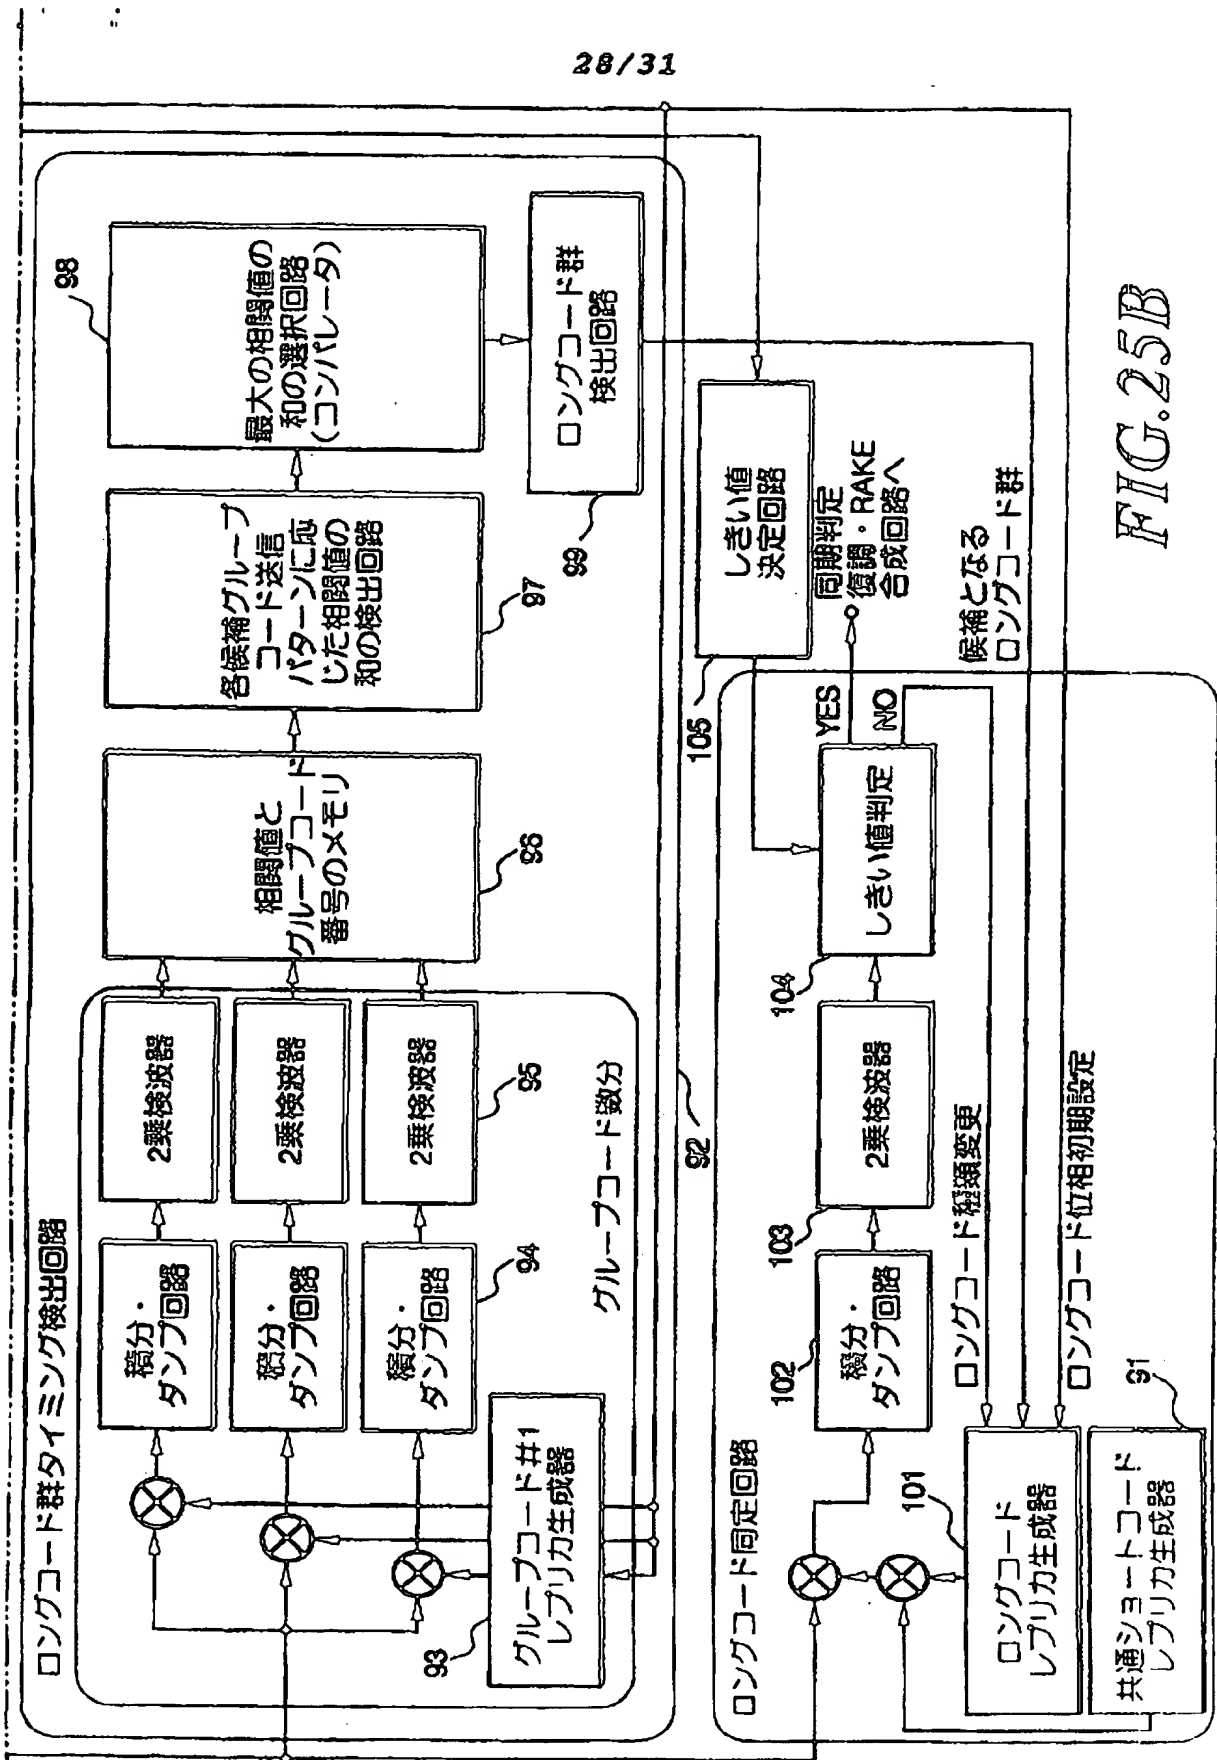 28/31
ロングコード群タイミング検出回路
積分・
ダンプ回路
2乗検波器
積分・
ダンプ回路
2乗検波器
積分・
ダンプ回路
94
2乗検波器
95
グループコード#1
レプリカ生成器
93
グループコード数分
相関値と
グループコード
番号のメモリ
96
各候補グループ
コード送信
パターンに応
じた相関値の
和の検出回路
97
最大の相関値の
和の選択回路
(コンパレータ)
98
ロングコード群
検出回路
99
92
ロングコード同定回路
積分・
ダンプ回路
102
2乗検波器
103
しきい値判定
104
しきい値
決定回路
105
YES
NO
同期判定
復調・RAKE
合成回路へ
ロングコード種類変更
候補となる
ロングコード群
ロングコード位相初期設定
ロングコード
レプリカ生成器
101
共通ショートコード
レプリカ生成器
91
FIG.25B